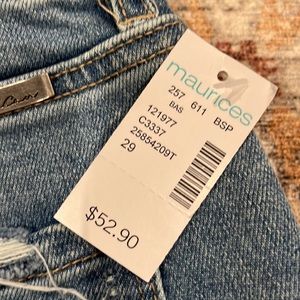 maurices
257 611 BSP
BAS
121977
C3337
25854209T
29
$52.90